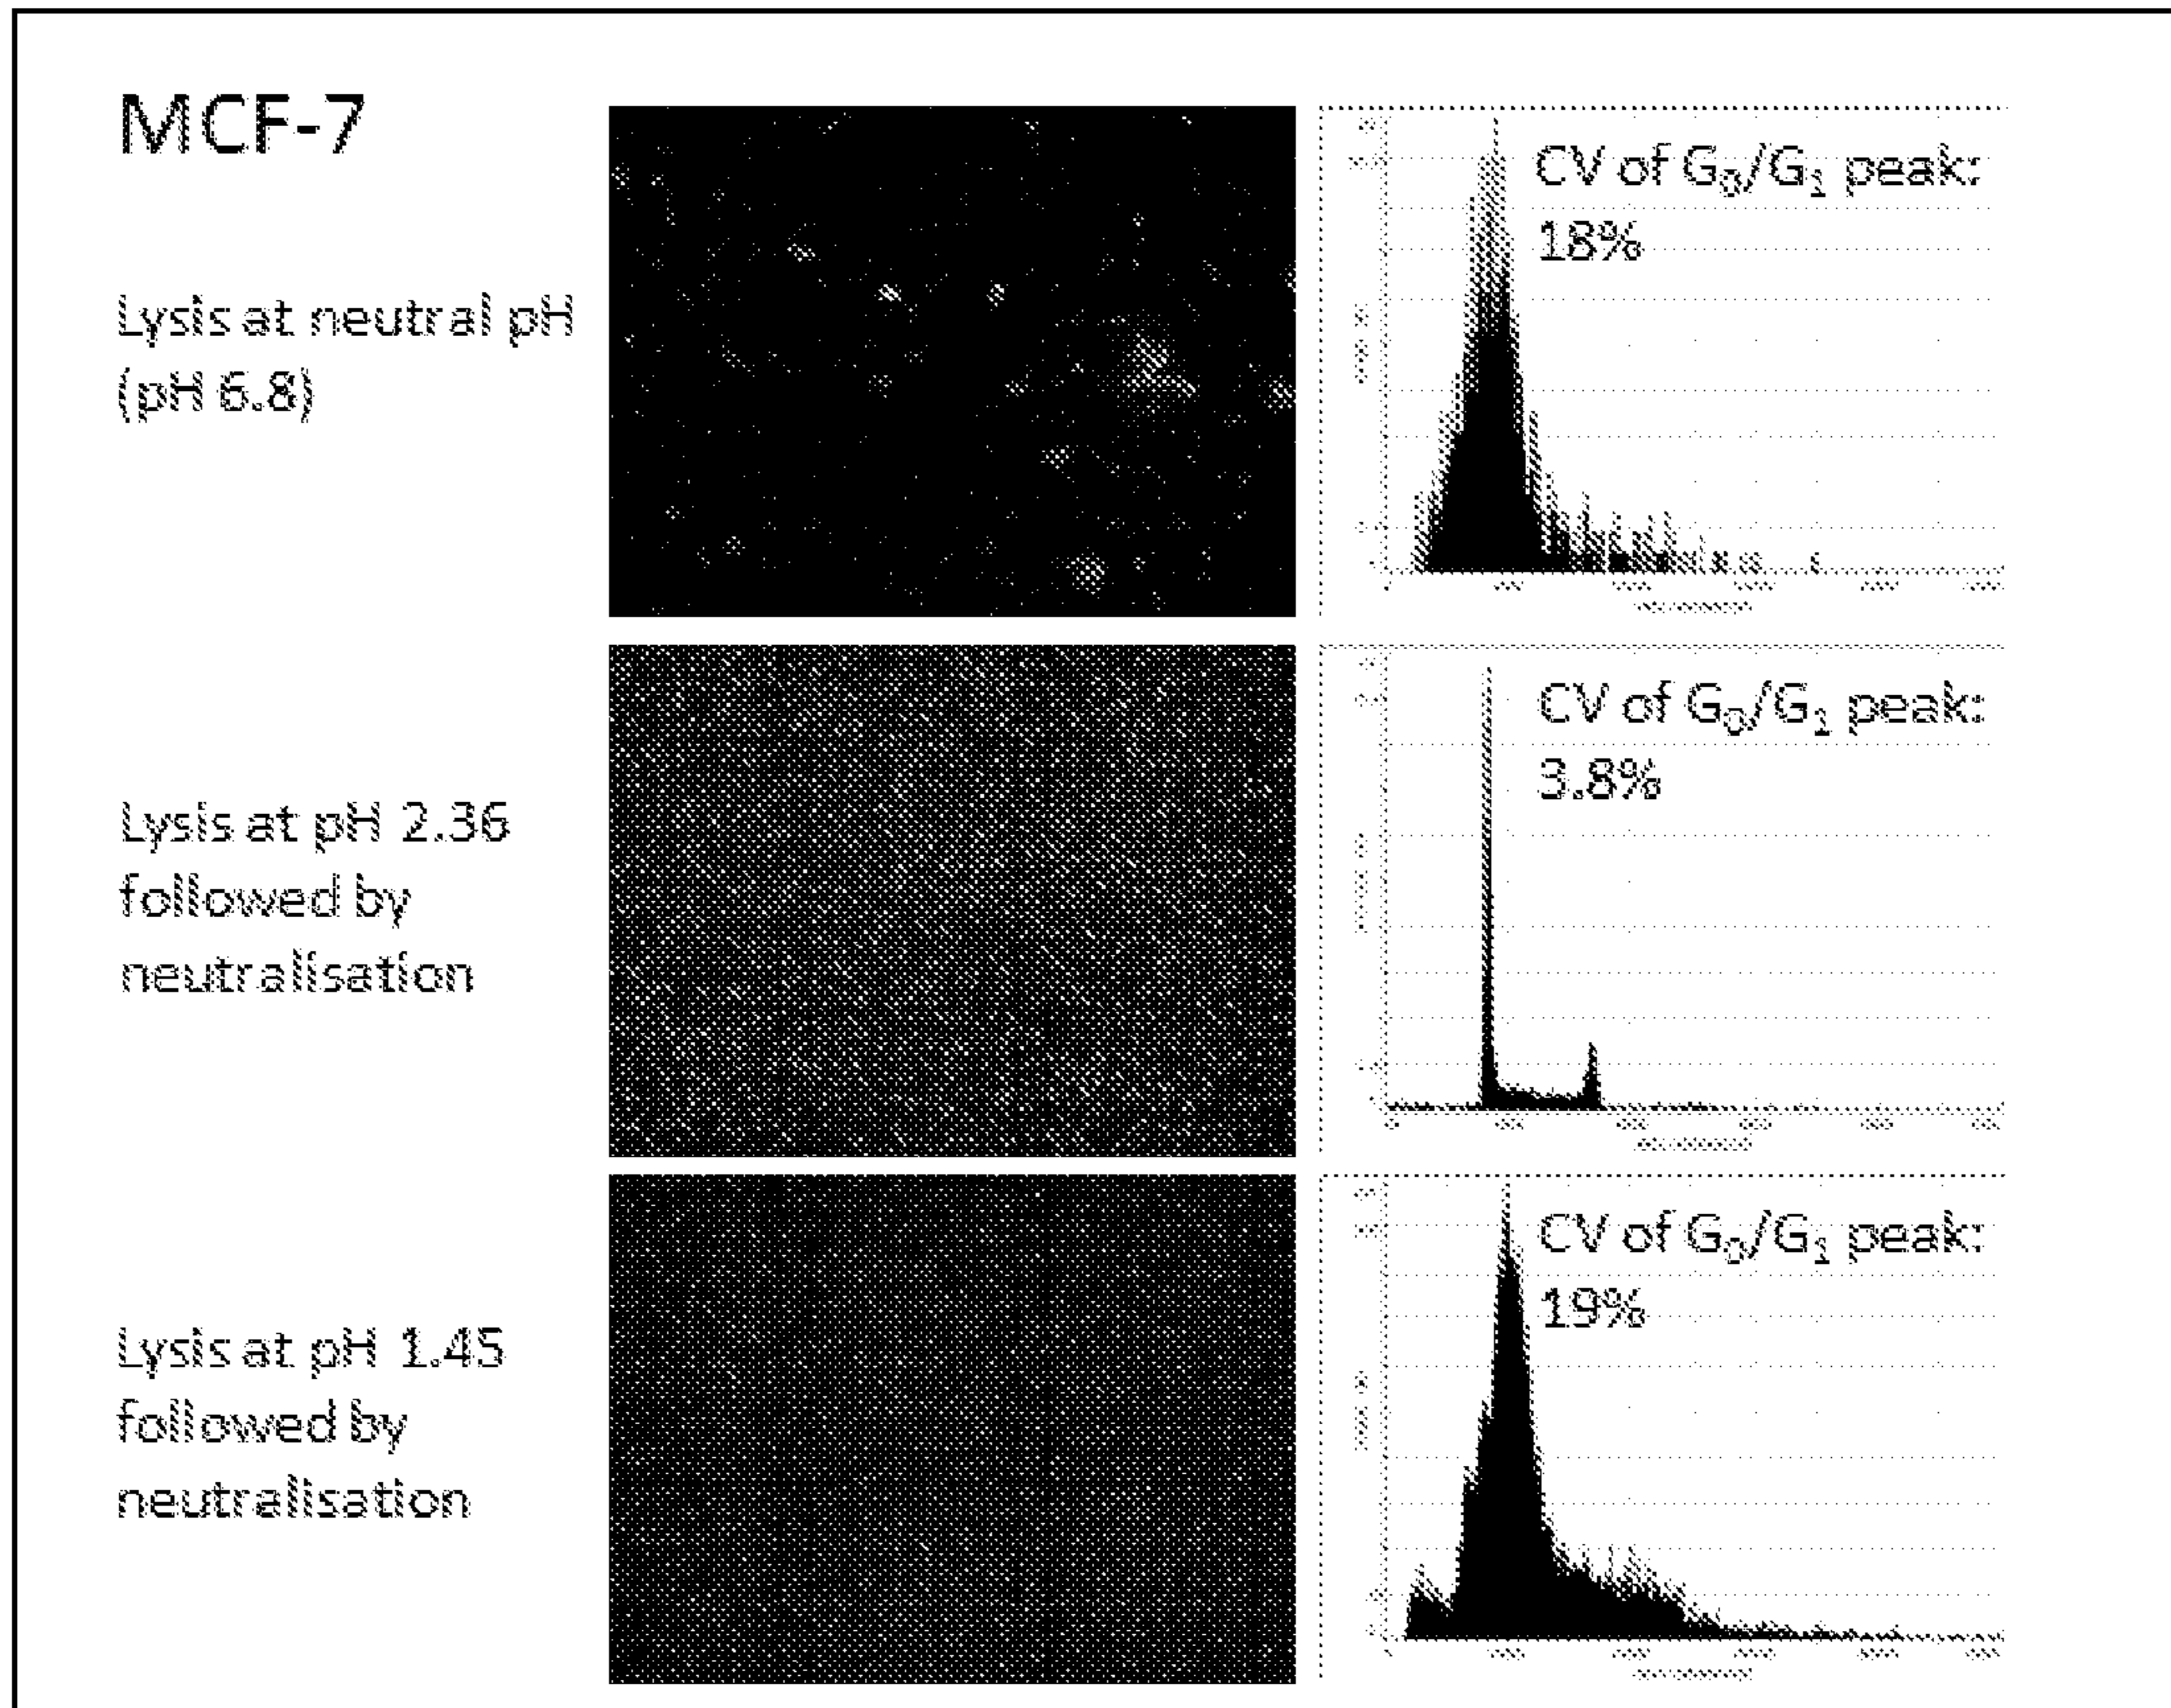 MCF-7
Lysis at neutral pH
(pH 6.8)
CV of G₀/G₁ peak:
18%
Lysis at pH 2.36
followed by
neutralisation
CV of G₀/G₁ peak:
3.8%
Lysis at pH 1.45
followed by
neutralisation
CV of G₀/G₁ peak:
19%